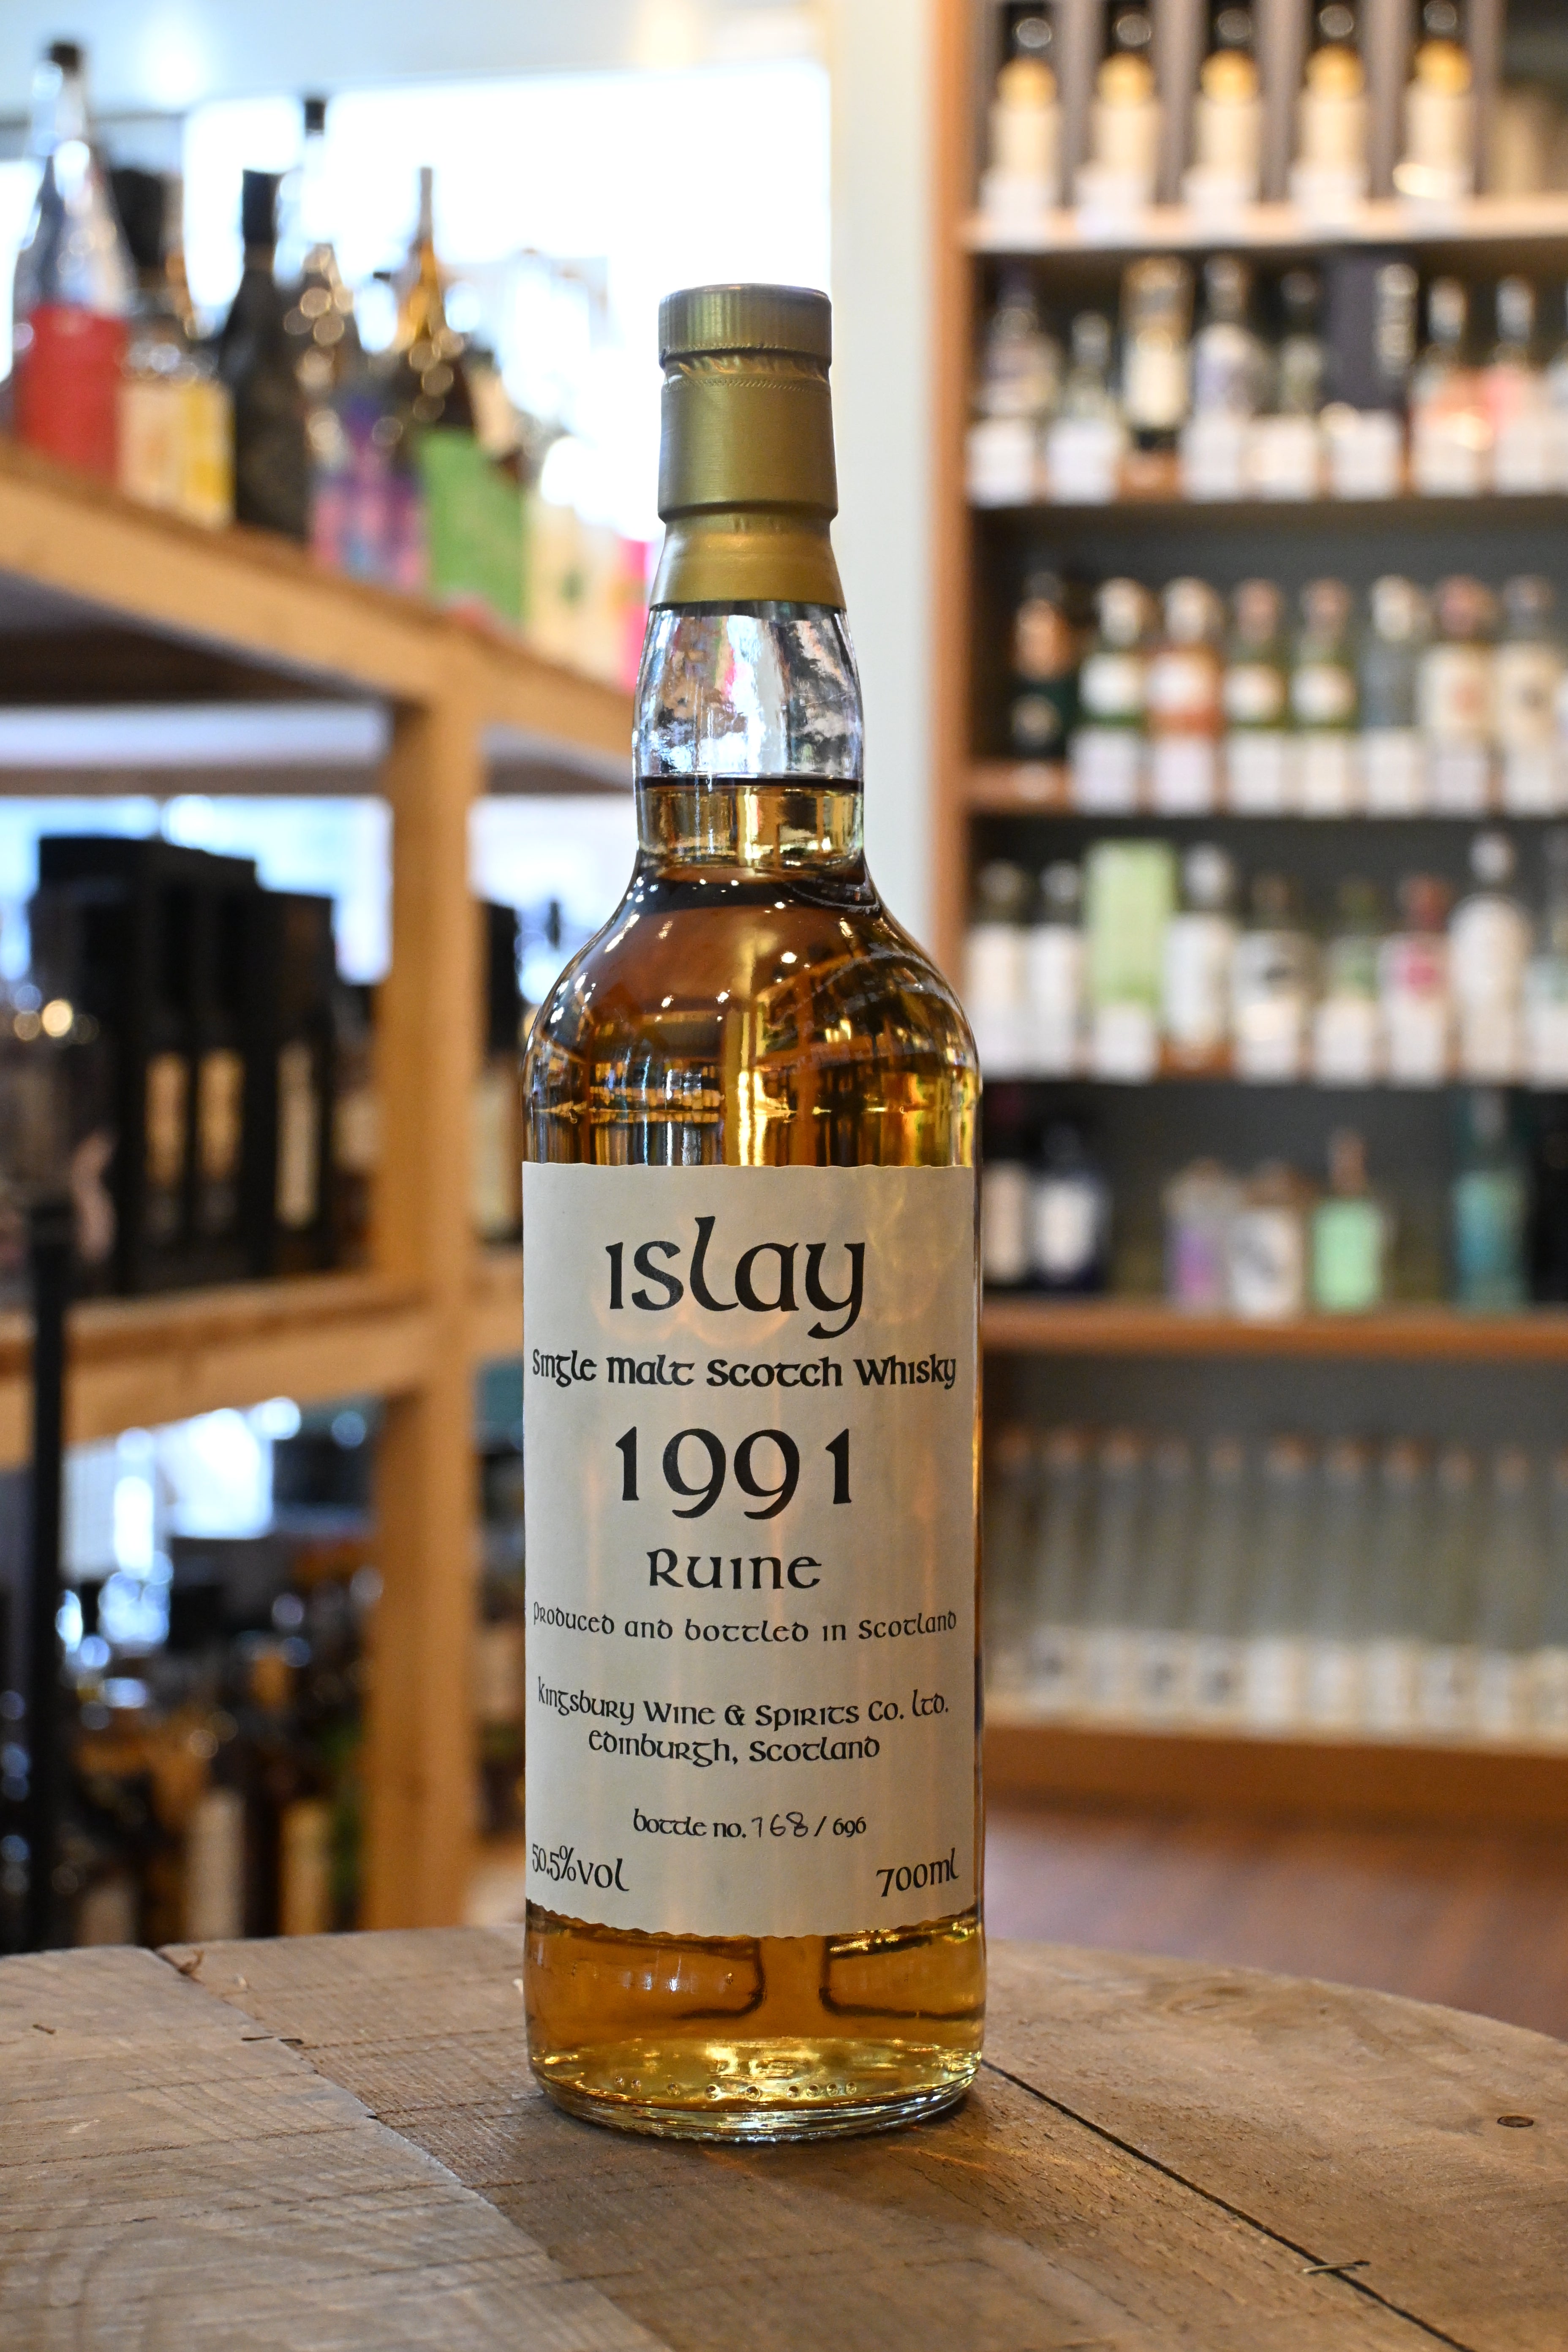 islay
Single Malt Scotch Whisky
1991
Ruine
Produced and bottled in Scotland
Kingsbury Wine & Spirits Co. Ltd.
Edinburgh, Scotland
bottle no. 168 / 696
50.5%vol
700ml